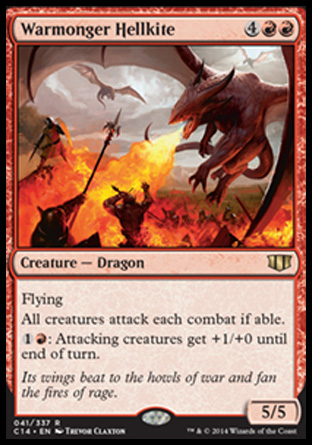 Warmonger Hellkite 4
Creature — Dragon
Flying
All creatures attack each combat if able.
1 : Attacking creatures get +1/+0 until
end of turn.
Its wings beat to the howls of war and fan
the fires of rage.
5/5
041/337 R
C14 • EN TREVOR CLAXTON
™ & © 2014 Wizards of the Coast